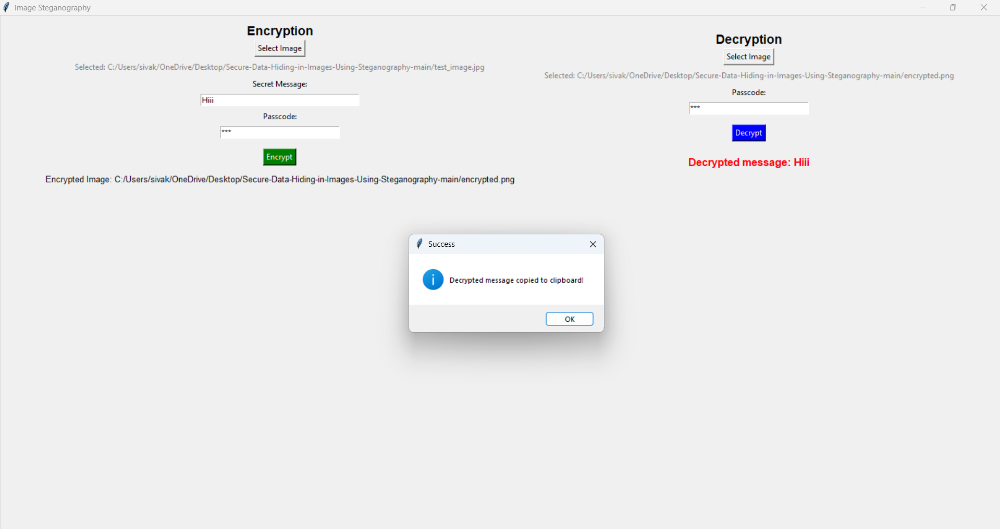 Image Steganography
Encryption
Select Image
Selected: C:/Users/sivak/OneDrive/Desktop/Secure-Data-Hiding-in-Images-Using-Steganography-main/test_image.jpg
Secret Message:
Hiii
Passcode:
***
Encrypt
Encrypted Image: C:/Users/sivak/OneDrive/Desktop/Secure-Data-Hiding-in-Images-Using-Steganography-main/encrypted.png
Decryption
Select Image
Selected: C:/Users/sivak/OneDrive/Desktop/Secure-Data-Hiding-in-Images-Using-Steganography-main/encrypted.png
Passcode:
***
Decrypt
Decrypted message: Hiii
Success
Decrypted message copied to clipboard!
OK